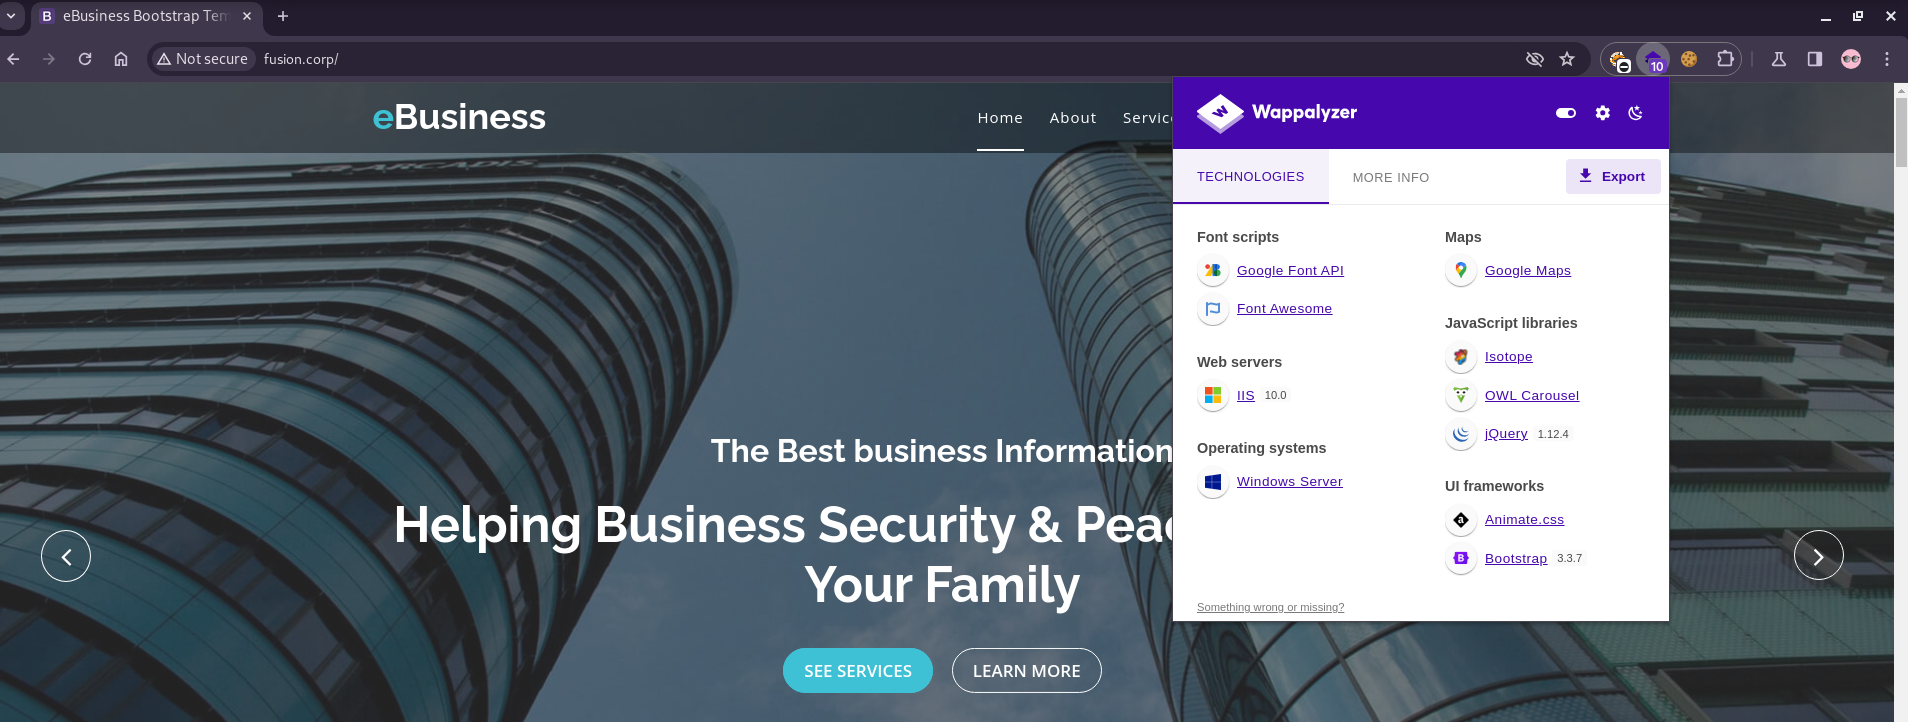 eBusiness Bootstrap Tem
Not secure
fusion.corp/
10
eBusiness
Home
About
Servic
ARCADIS
The Best business Information
Helping Business Security & Peac
Your Family
SEE SERVICES
LEARN MORE
Wappalyzer
TECHNOLOGIES
MORE INFO
Export
Font scripts
Google Font API
Font Awesome
Web servers
IIS 10.0
Operating systems
Windows Server
Maps
Google Maps
JavaScript libraries
Isotope
OWL Carousel
jQuery 1.12.4
UI frameworks
Animate.css
Bootstrap 3.3.7
Something wrong or missing?